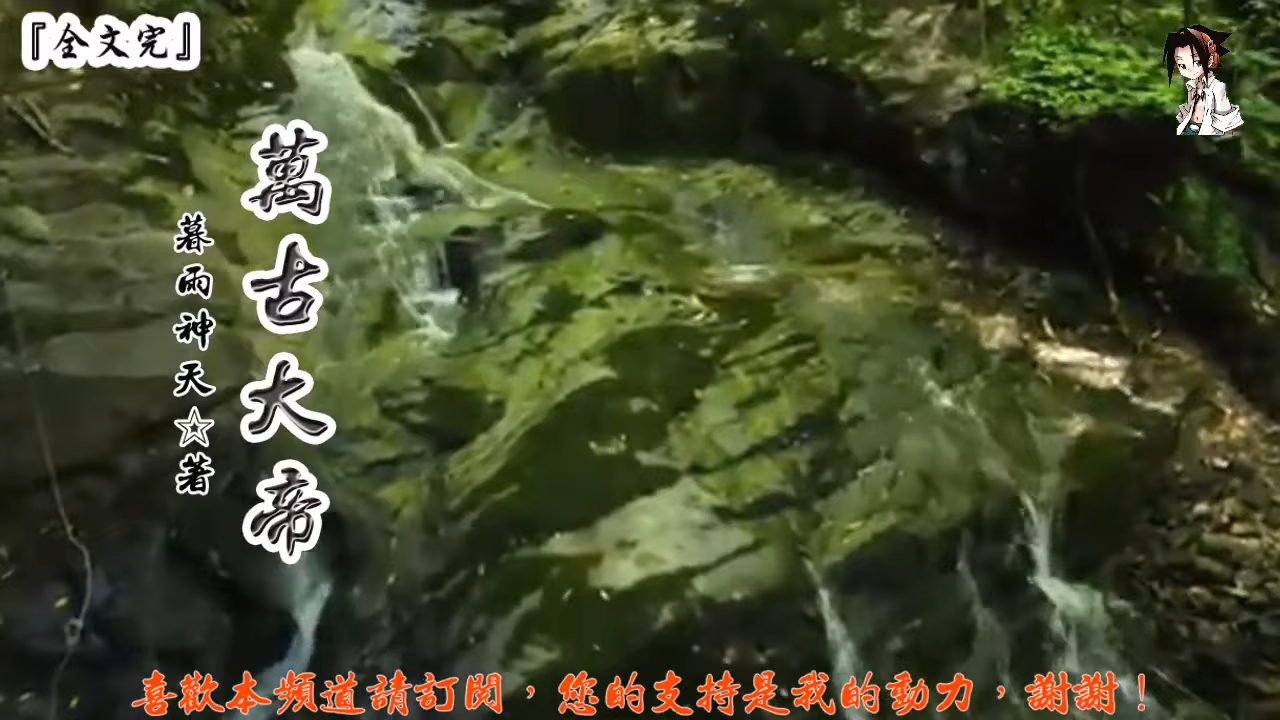 『全文完』
萬古大帝
暮雨神天☆著
喜歡本頻道請訂閱，您的支持是我的動力，謝謝！